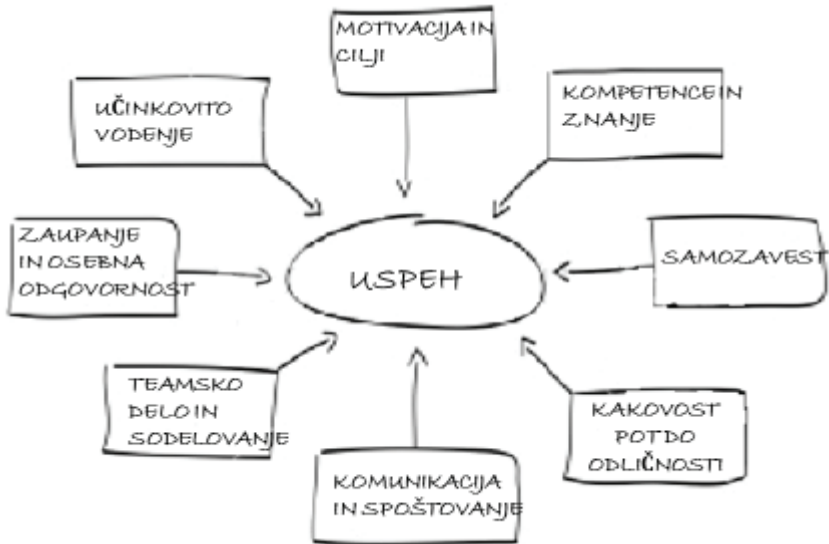 MOTIVACIJA IN
CILJI
UČINKOVITO
VODENJE
KOMPETENCE IN
ZNANJE
ZAUPANJE
IN OSEBNA
ODGOVORNOST
USPEH
SAMOZAVEST
TEAMSKO
DELO IN
SODELOVANJE
KAKOVOST
POT DO
ODLIČNOSTI
KOMUNIKACIJA
IN SPOŠTOVANJE